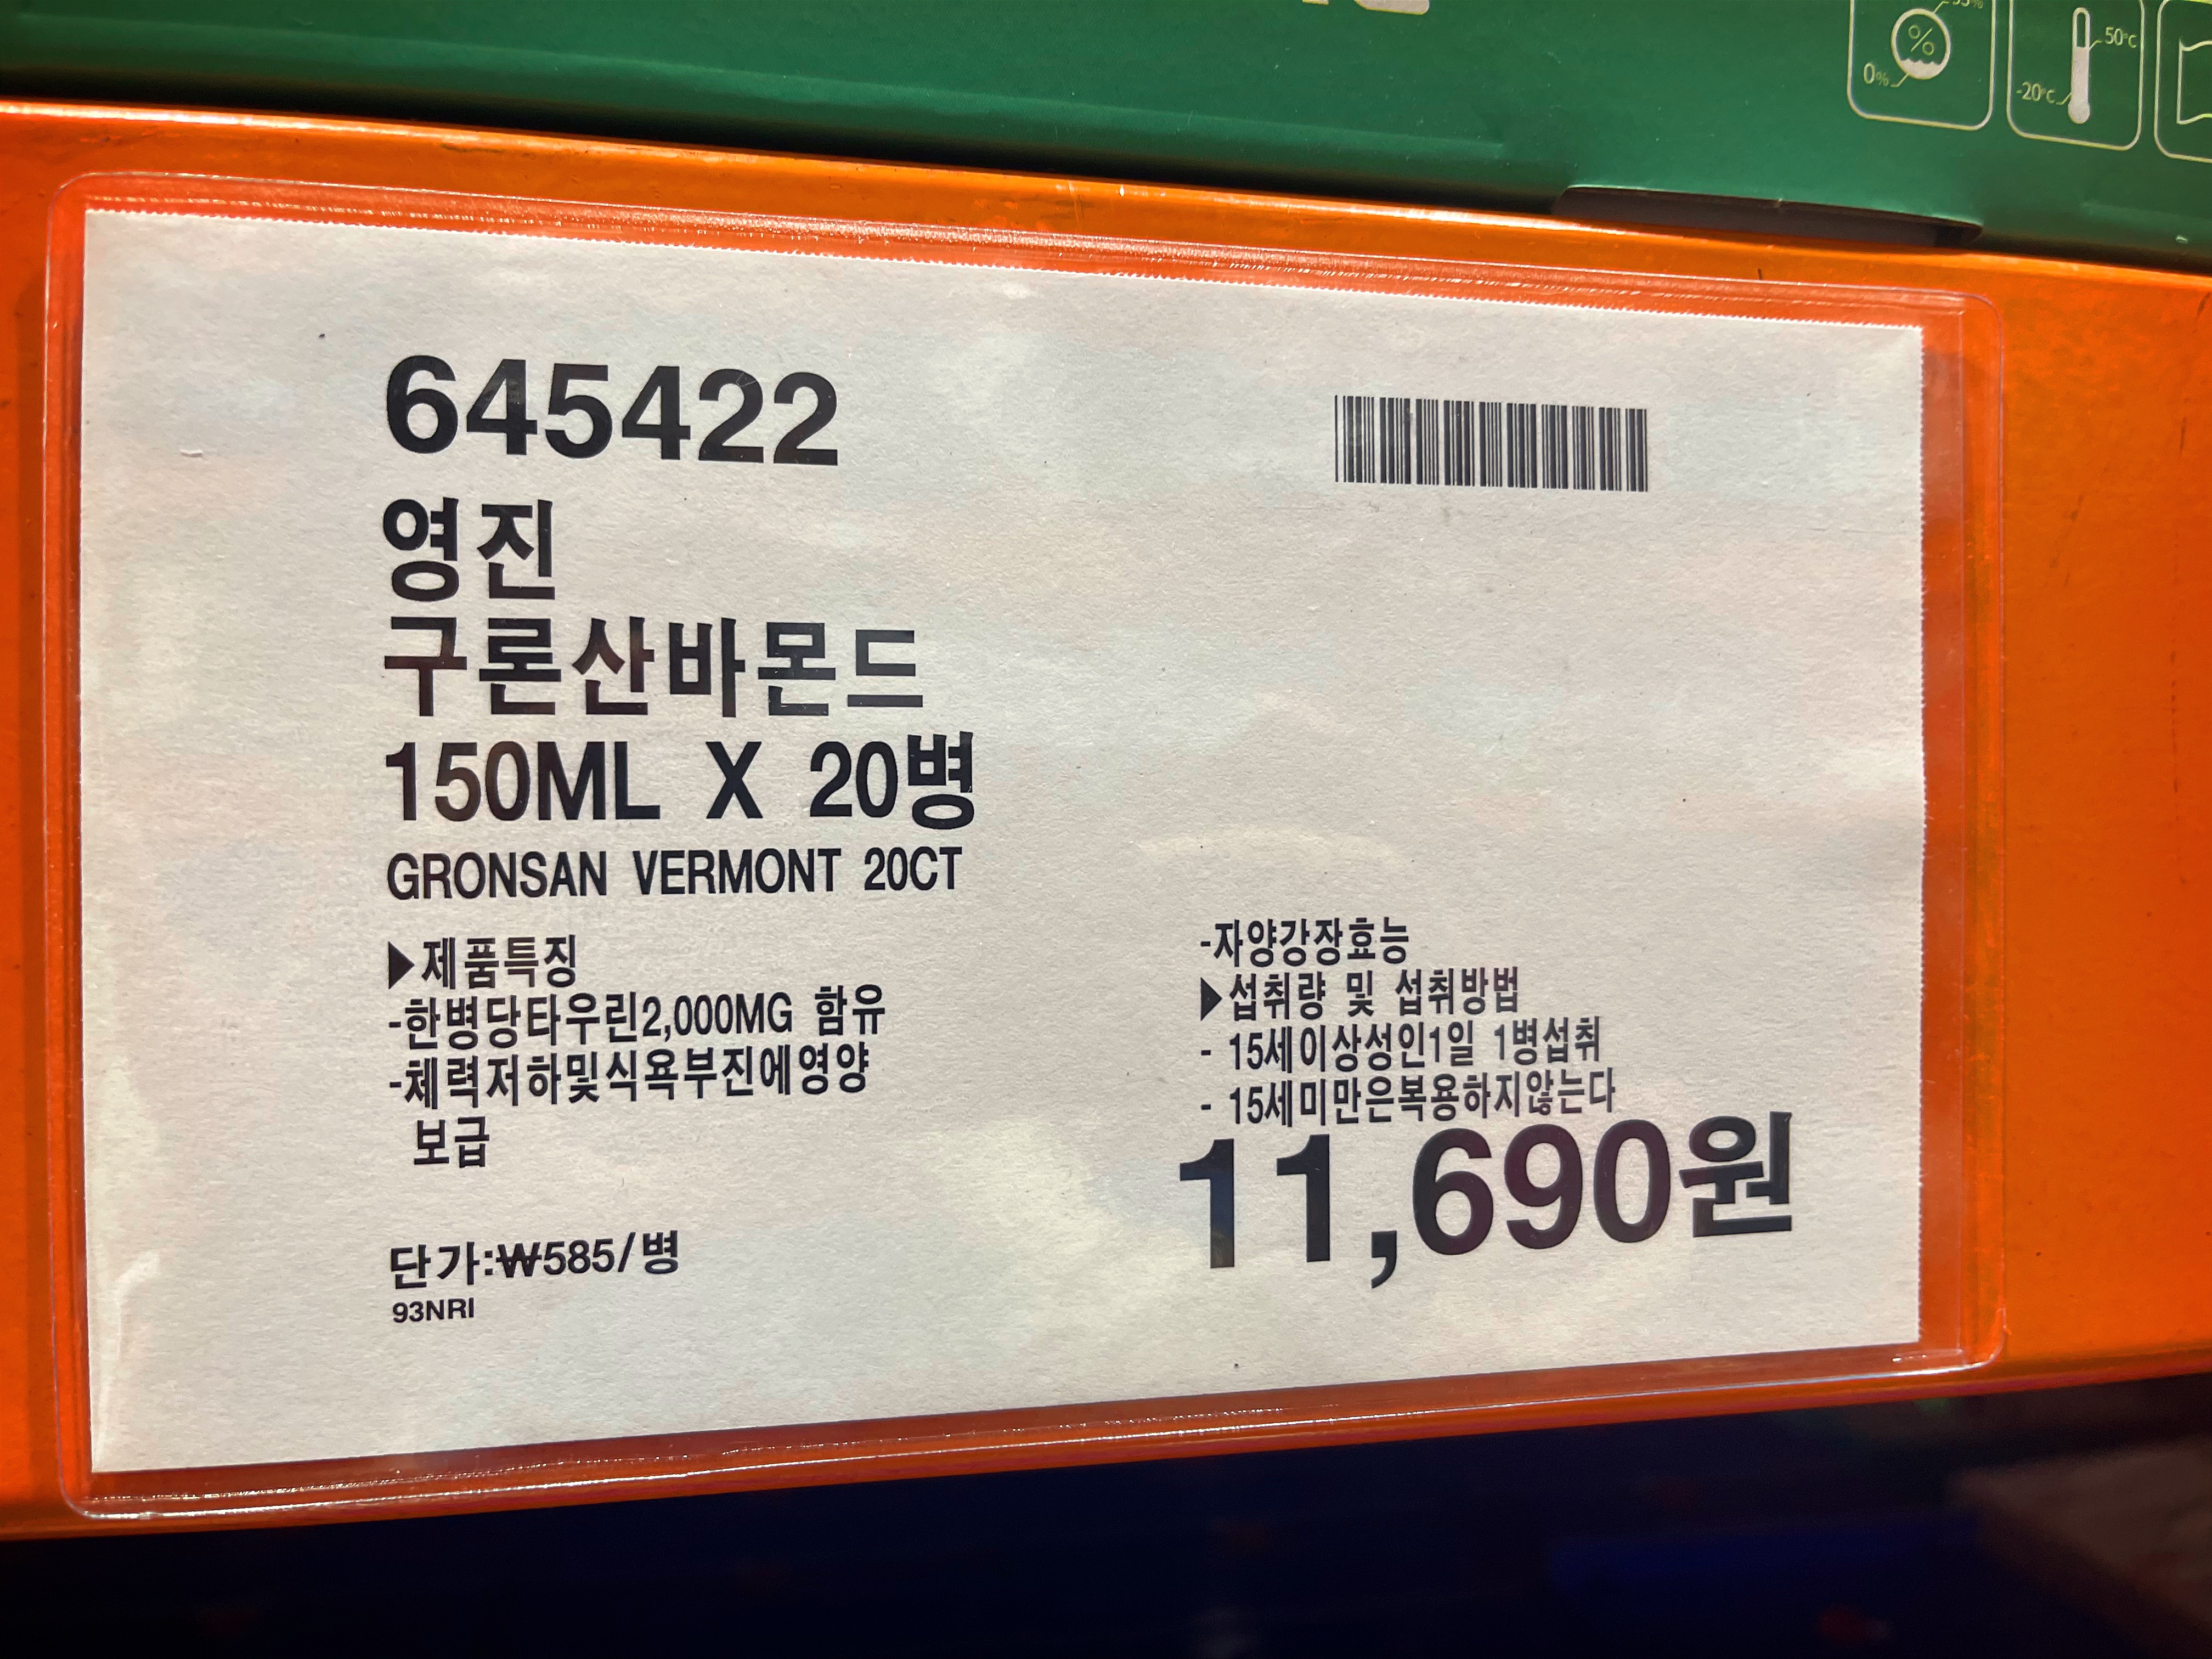 0%
50°c
-20°c
645422
영진
구론산바몬드
150ML X 20병
GRONSAN VERMONT 20CT
▶제품특징
-한병당타우린2,000MG 함유
-체력저하및식욕부진에영양
보급
단가:₩585/병
93NRI
-자양강장효능
▶섭취량 및 섭취방법
- 15세이상성인1일 1병섭취
- 15세미만은복용하지않는다
11,690원